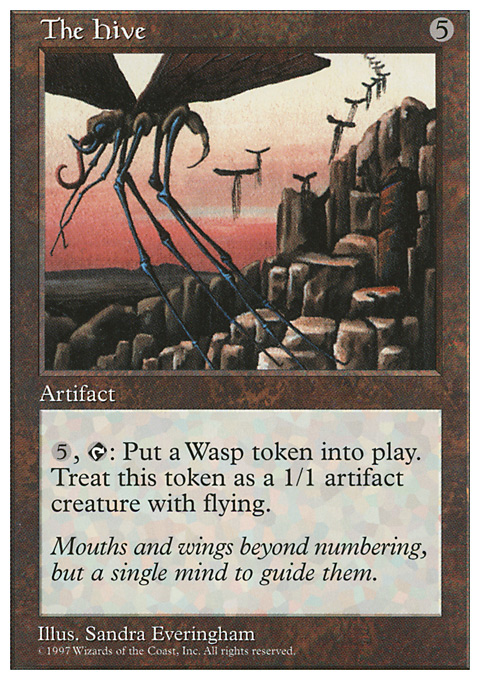 The Hive 5
Artifact
5, : Put a Wasp token into play.
Treat this token as a 1/1 artifact
creature with flying.
Mouths and wings beyond numbering,
but a single mind to guide them.
Illus. Sandra Everingham
©1997 Wizards of the Coast, Inc. All rights reserved.